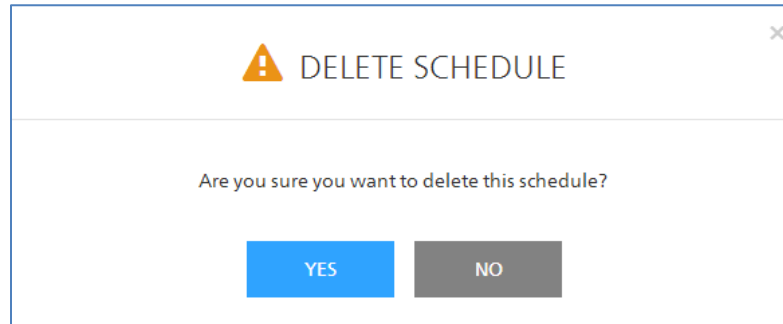 DELETE SCHEDULE
Are you sure you want to delete this schedule?
YES
NO